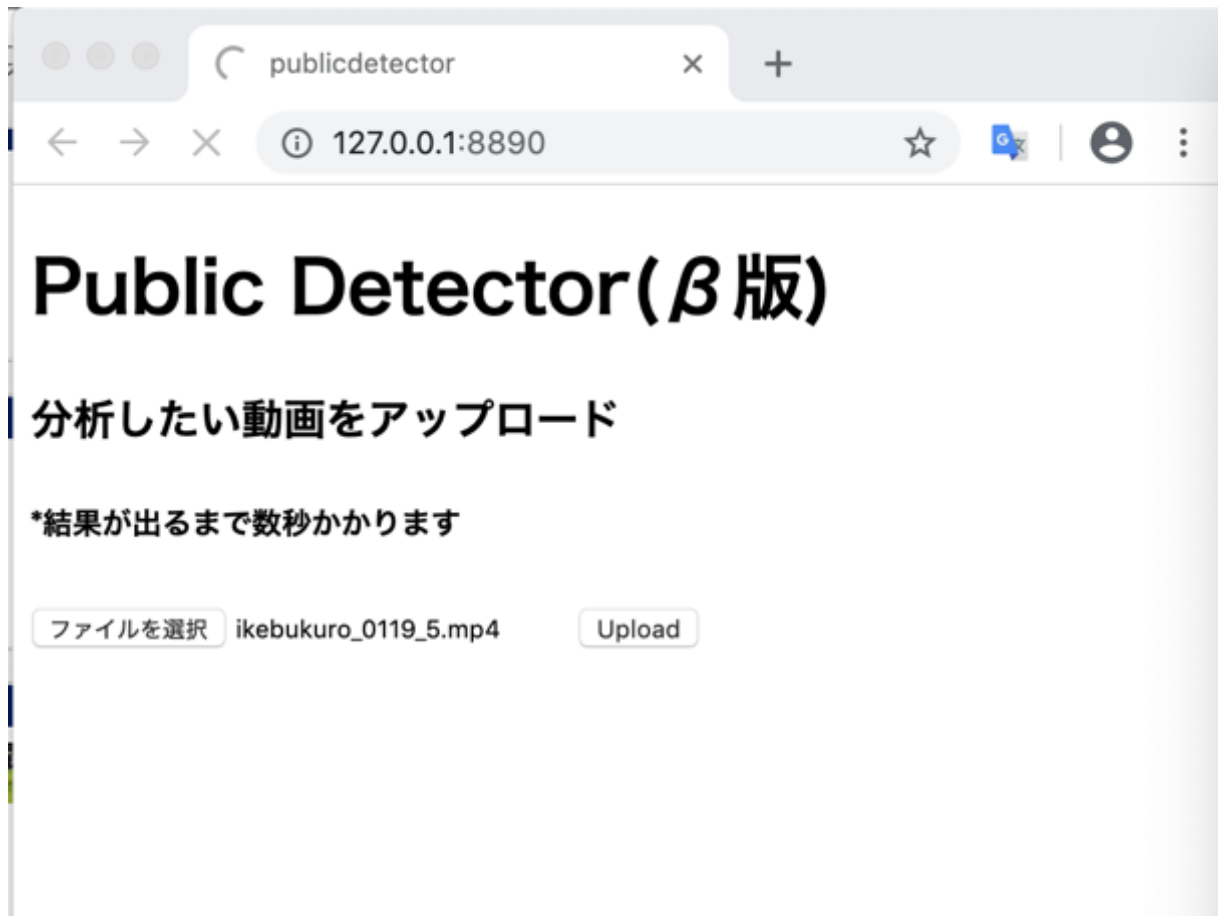 publicdetector
127.0.0.1:8890
Public Detector(β版)
分析したい動画をアップロード
*結果が出るまで数秒かかります
ファイルを選択 ikebukuro_0119_5.mp4 Upload